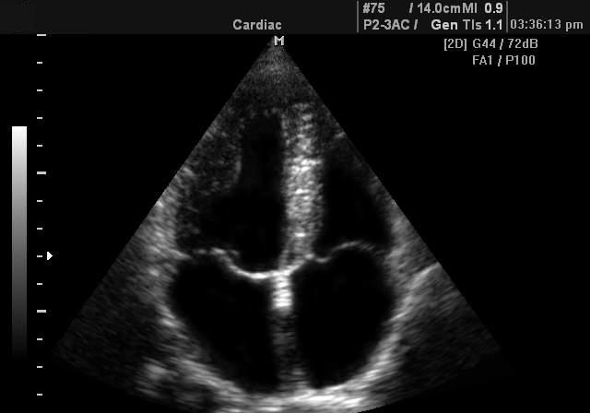 #75 / 14.0cm MI 0.9
Cardiac P2-3AC / Gen TIs 1.1 03:36:13 pm
M
[2D] G44 / 72dB
FA1 / P100